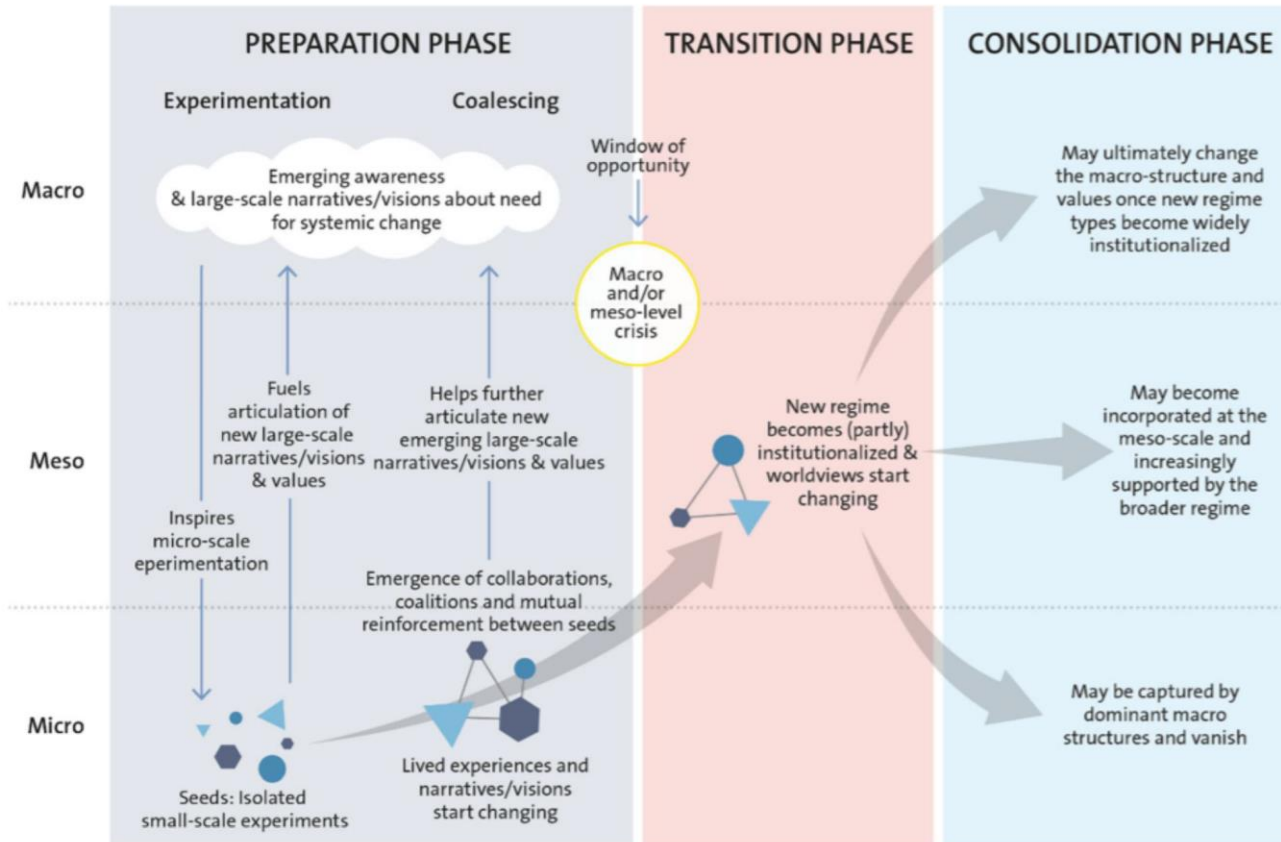 PREPARATION PHASE
TRANSITION PHASE
CONSOLIDATION PHASE
Experimentation
Coalescing
Macro
Emerging awareness
& large-scale narratives/visions about need
for systemic change
Window of
opportunity
Macro
and/or
meso-level
crisis
May ultimately change
the macro-structure and
values once new regime
types become widely
institutionalized
Meso
Inspires
micro-scale
eperimentation
Fuels
articulation of
new large-scale
narratives/visions
& values
Helps further
articulate new
emerging large-scale
narratives/visions & values
New regime
becomes (partly)
institutionalized &
worldviews start
changing
May become
incorporated at the
meso-scale and
increasingly
supported by the
broader regime
Micro
Emergence of collaborations,
coalitions and mutual
reinforcement between seeds
Seeds: Isolated
small-scale experiments
Lived experiences and
narratives/visions
start changing
May be captured by
dominant macro
structures and vanish